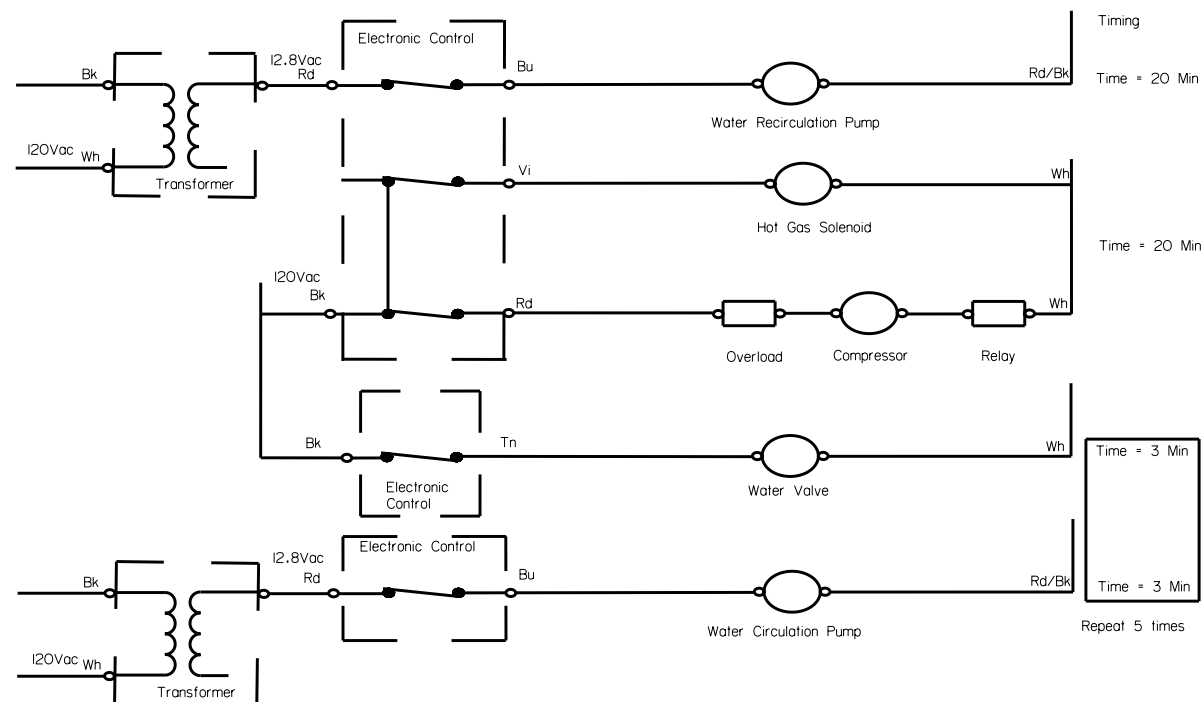 Timing
Electronic Control
12.8Vac
Bk
Rd
Bu
Rd/Bk
Time = 20 Min
Water Recirculation Pump
120Vac
Wh
Transformer
Vi
Wh
Hot Gas Solenoid
Time = 20 Min
120Vac
Bk
Rd
Wh
Overload
Compressor
Relay
Bk
Tn
Wh
Time = 3 Min
Electronic
Control
Water Valve
Electronic Control
12.8Vac
Bk
Rd
Bu
Rd/Bk
Time = 3 Min
Water Circulation Pump
Repeat 5 times
120Vac
Wh
Transformer